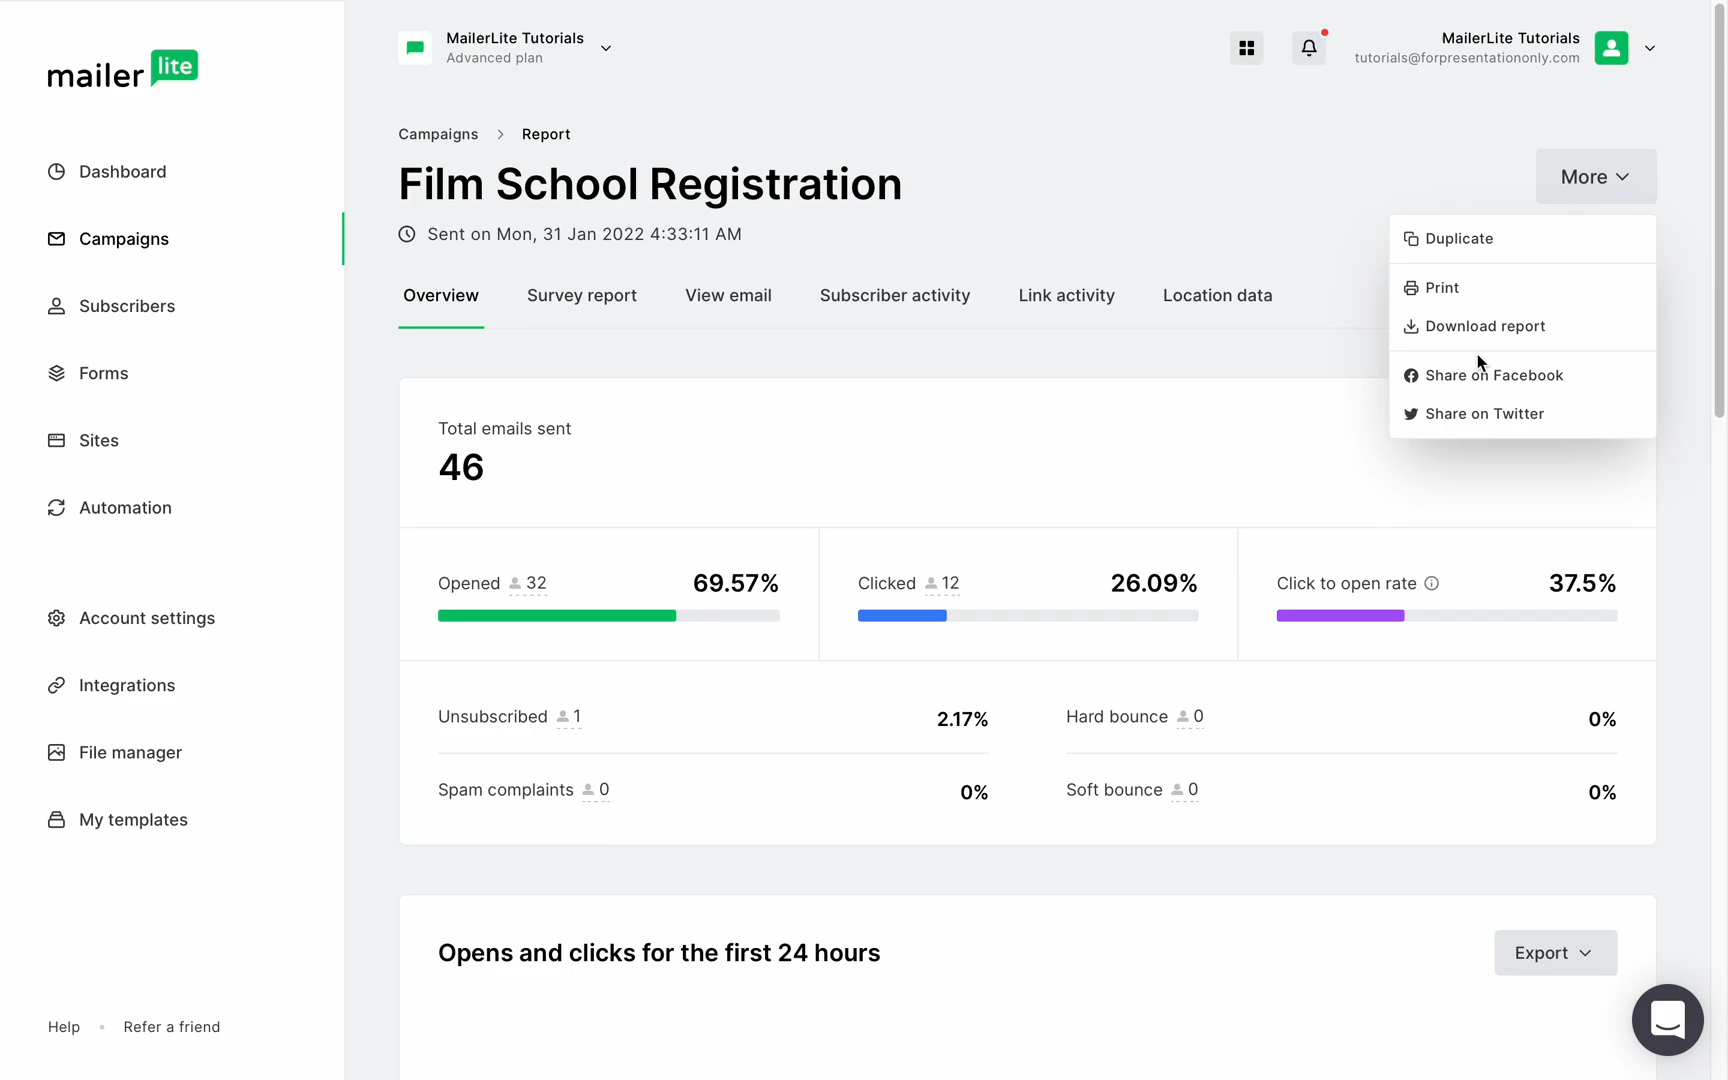 mailer lite
Dashboard
Campaigns
Subscribers
Forms
Sites
Automation
Account settings
Integrations
File manager
My templates
Help • Refer a friend
MailerLite Tutorials
Advanced plan
MailerLite Tutorials
tutorials@forpresentationonly.com
Campaigns > Report
Film School Registration
Sent on Mon, 31 Jan 2022 4:33:11 AM
More
Duplicate
Print
Download report
Share on Facebook
Share on Twitter
Overview Survey report View email Subscriber activity Link activity Location data
Total emails sent
46
Opened 32 69.57%
Clicked 12 26.09%
Click to open rate 37.5%
Unsubscribed 1 2.17%
Hard bounce 0 0%
Spam complaints 0 0%
Soft bounce 0 0%
Opens and clicks for the first 24 hours
Export